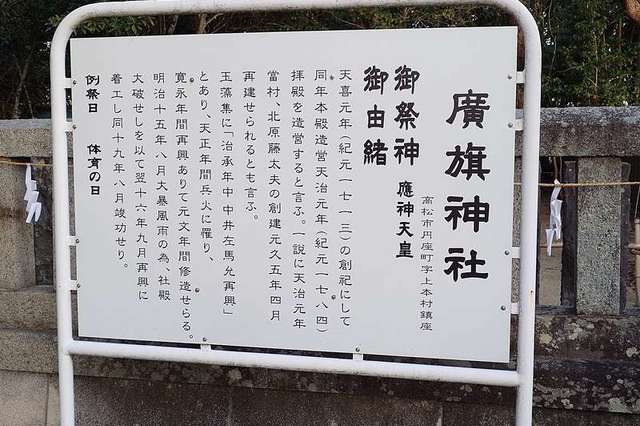 廣旗神社
高松市円座町字上本村鎮座
御祭神 應神天皇
御由緒
天喜元年(紀元一七一三)の創祀にして
同年本殿造営天治元年(紀元一七八四)
拝殿を造営すると言ふ。一説に天治元年
當村、北原藤太夫の創建元久五年四月
再建せられるとも言ふ。
玉藻集に「治承年中中井左馬允再興」
とあり、天正年間兵火に罹り、
寛永年間再興ありて元文年間修造せらる。
明治十五年八月大暴風雨の為、社殿
大破せしを以て翌十六年九月再興に
着工し同十九年八月竣功せり。
例祭日 体育の日